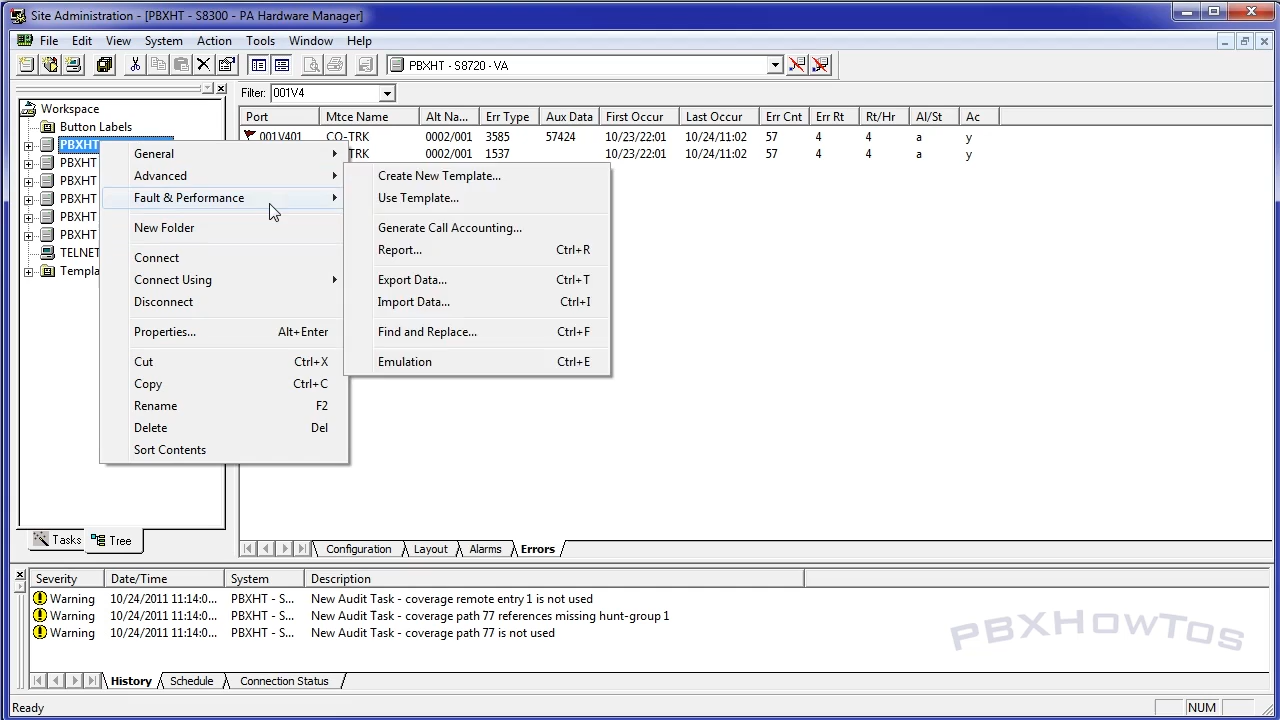 Site Administration - [PBXHT - S8300 - PA Hardware Manager]
File Edit View System Action Tools Window Help
PBXHT - S8720 - VA
Filter: 001V4
Workspace
Button Labels
PBXHT
PBXHT
PBXHT
PBXHT
PBXHT
PBXHT
TELNET
Templa
Port Mtce Name Alt Na... Err Type Aux Data First Occur Last Occur Err Cnt Err Rt Rt/Hr Al/St Ac
001V401 CO-TRK 0002/001 3585 57424 10/23/22:01 10/24/11:02 57 4 4 a y
TRK 0002/001 1537 10/23/22:01 10/24/11:02 57 4 4 a y
General
Advanced
Fault & Performance
New Folder
Connect
Connect Using
Disconnect
Properties... Alt+Enter
Cut Ctrl+X
Copy Ctrl+C
Rename F2
Delete Del
Sort Contents
Create New Template...
Use Template...
Generate Call Accounting...
Report... Ctrl+R
Export Data... Ctrl+T
Import Data... Ctrl+I
Find and Replace... Ctrl+F
Emulation Ctrl+E
Tasks Tree
Configuration Layout Alarms Errors
Severity Date/Time System Description
Warning 10/24/2011 11:14:0... PBXHT - S... New Audit Task - coverage remote entry 1 is not used
Warning 10/24/2011 11:14:0... PBXHT - S... New Audit Task - coverage path 77 references missing hunt-group 1
Warning 10/24/2011 11:14:0... PBXHT - S... New Audit Task - coverage path 77 is not used
PBXHowTos
History Schedule Connection Status
Ready NUM